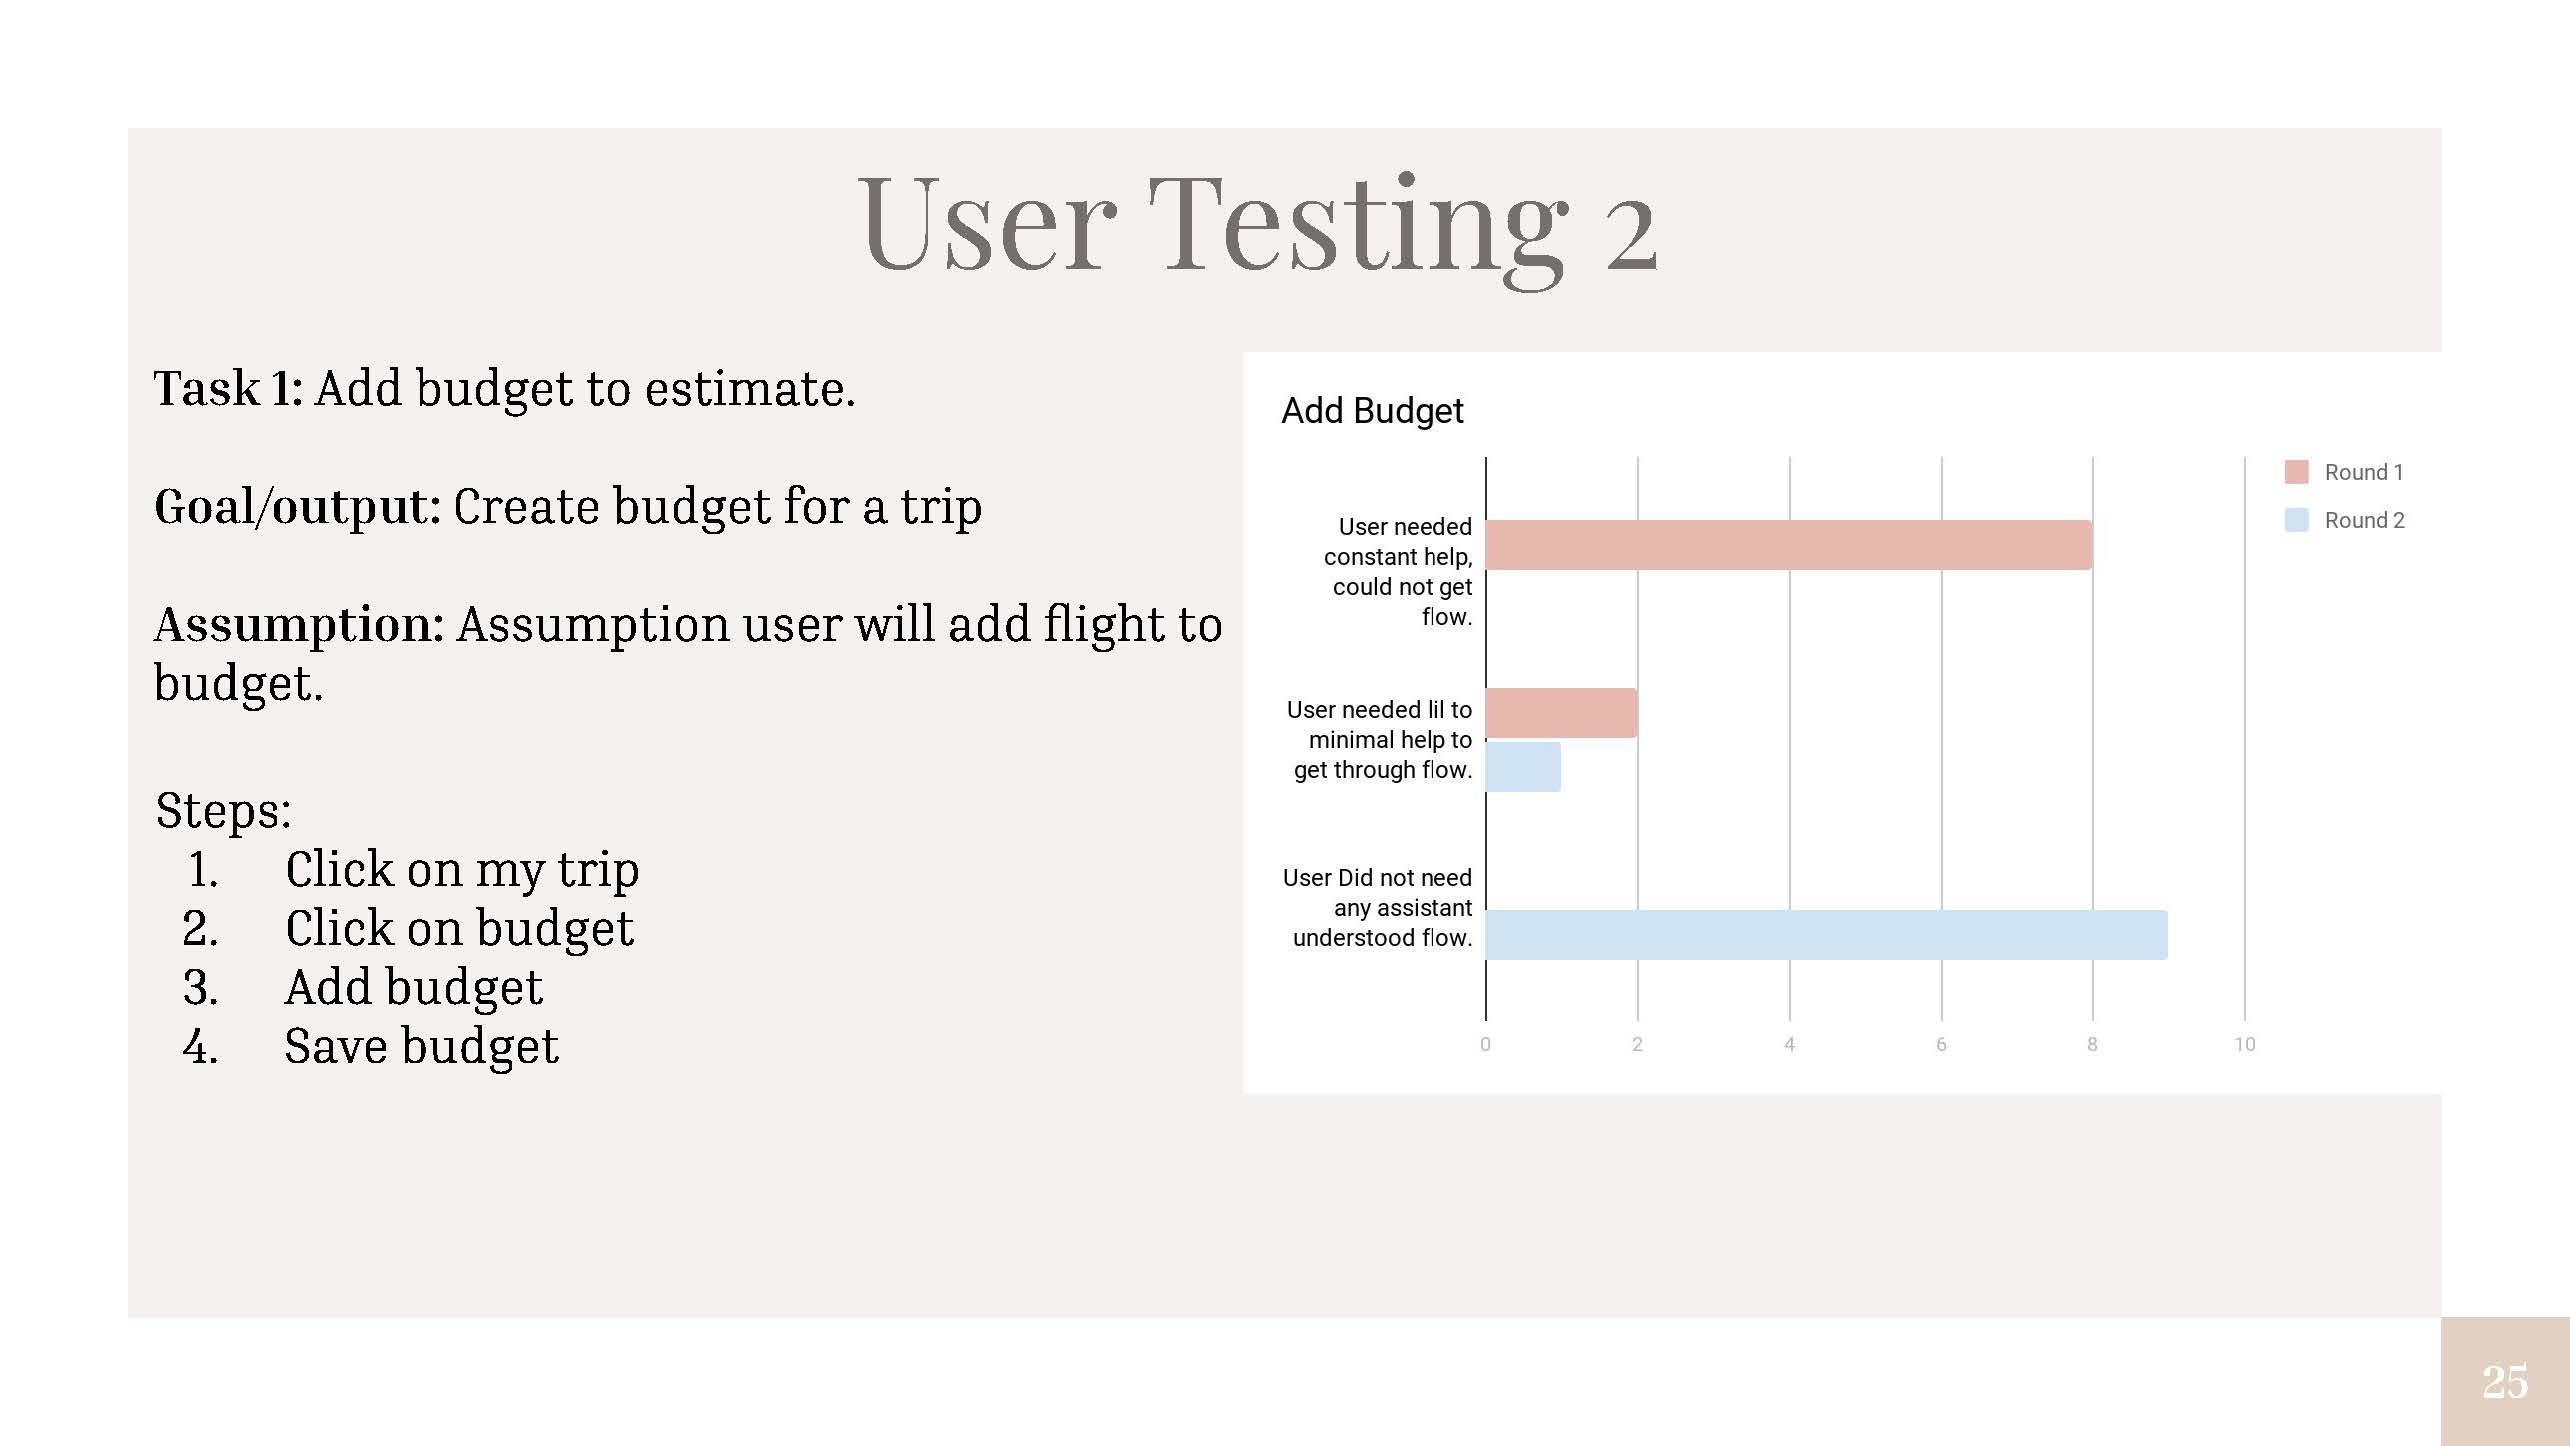 User Testing 2
Task 1: Add budget to estimate.
Goal/output: Create budget for a trip
Assumption: Assumption user will add flight to
budget.
Steps:
1. Click on my trip
2. Click on budget
3. Add budget
4. Save budget
Add Budget
Round 1
Round 2
User needed
constant help,
could not get
flow.
User needed lil to
minimal help to
get through flow.
User Did not need
any assistant
understood flow.
0 2 4 6 8 10
25